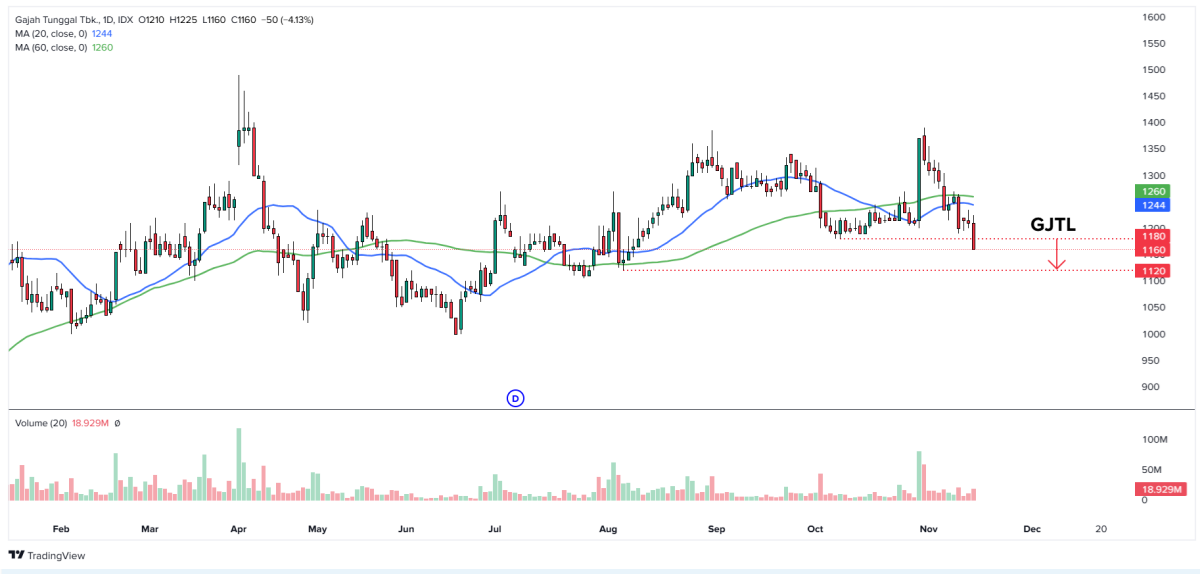 Gajah Tunggal Tbk., 1D, IDX O1210 H1225 L1160 C1160 −50 (−4.13%)
MA (20, close, 0) 1244
MA (60, close, 0) 1260
1600
1550
1500
1450
1400
1350
1300
1260
1244
1200
GJTL
1180
1160
1120
1100
1050
1000
950
900
D
Volume (20) 18.929M Ø
100M
50M
18.929M
0
Feb Mar Apr May Jun Jul Aug Sep Oct Nov Dec 20
TradingView